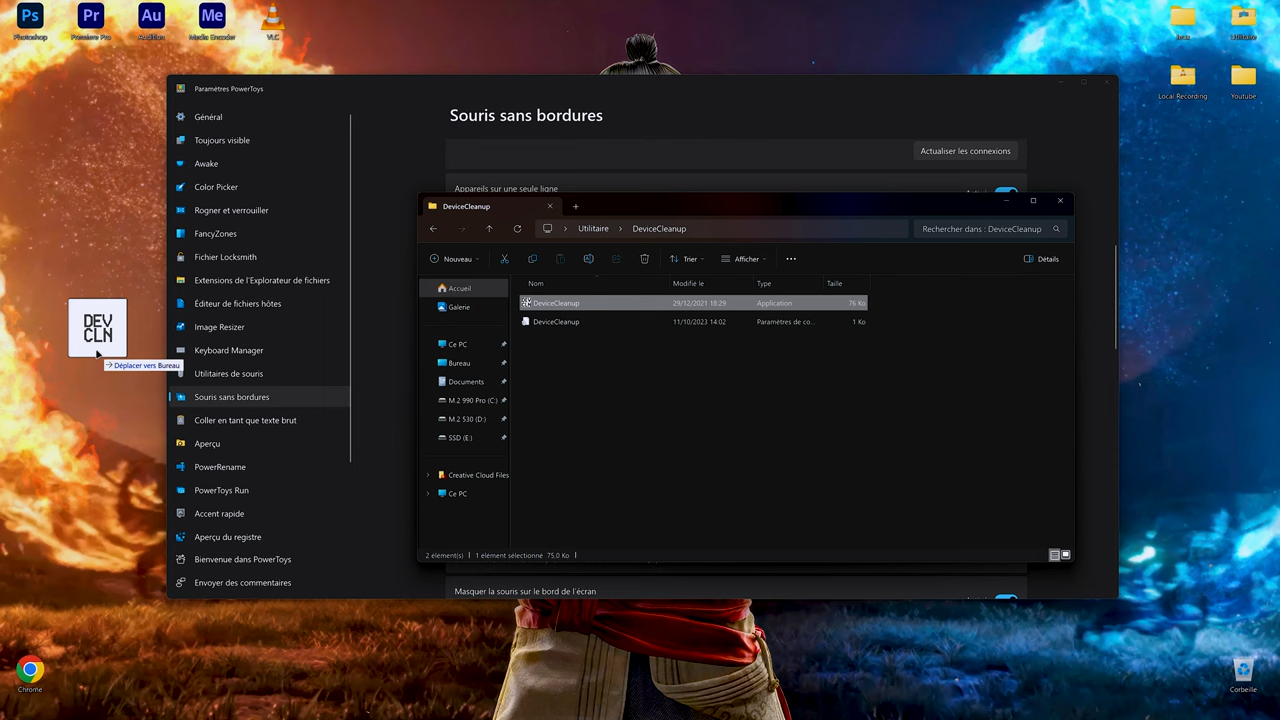 Ps
Photoshop
Pr
Premiere Pro
Au
Audition
Me
Media Encoder
VLC
Utilitaire
Local Recording
Youtube
Paramètres PowerToys
Général
Toujours visible
Awake
Color Picker
Rogner et verrouiller
FancyZones
Fichier Locksmith
Extensions de l'Explorateur de fichiers
Éditeur de fichiers hôtes
Image Resizer
Keyboard Manager
Utilitaires de souris
Souris sans bordures
Coller en tant que texte brut
Aperçu
PowerRename
PowerToys Run
Accent rapide
Aperçu du registre
Bienvenue dans PowerToys
Envoyer des commentaires
Souris sans bordures
Actualiser les connexions
Appareils sur une seule ligne
DeviceCleanup
Utilitaire
DeviceCleanup
Rechercher dans : DeviceCleanup
Nouveau
Trier
Afficher
Détails
Accueil
Galerie
Ce PC
Bureau
Documents
M.2 990 Pro (C:)
M.2 530 (D:)
SSD (E:)
Creative Cloud Files
Ce PC
Nom
Modifié le
Type
Taille
DeviceCleanup
29/12/2021 18:29
Application
76 Ko
DeviceCleanup
11/10/2023 14:02
Paramètres de co...
1 Ko
2 élément(s)
1 élément sélectionné 75,0 Ko
Masquer la souris sur le bord de l'écran
DEV
CLN
Déplacer vers Bureau
Chrome
Corbeille